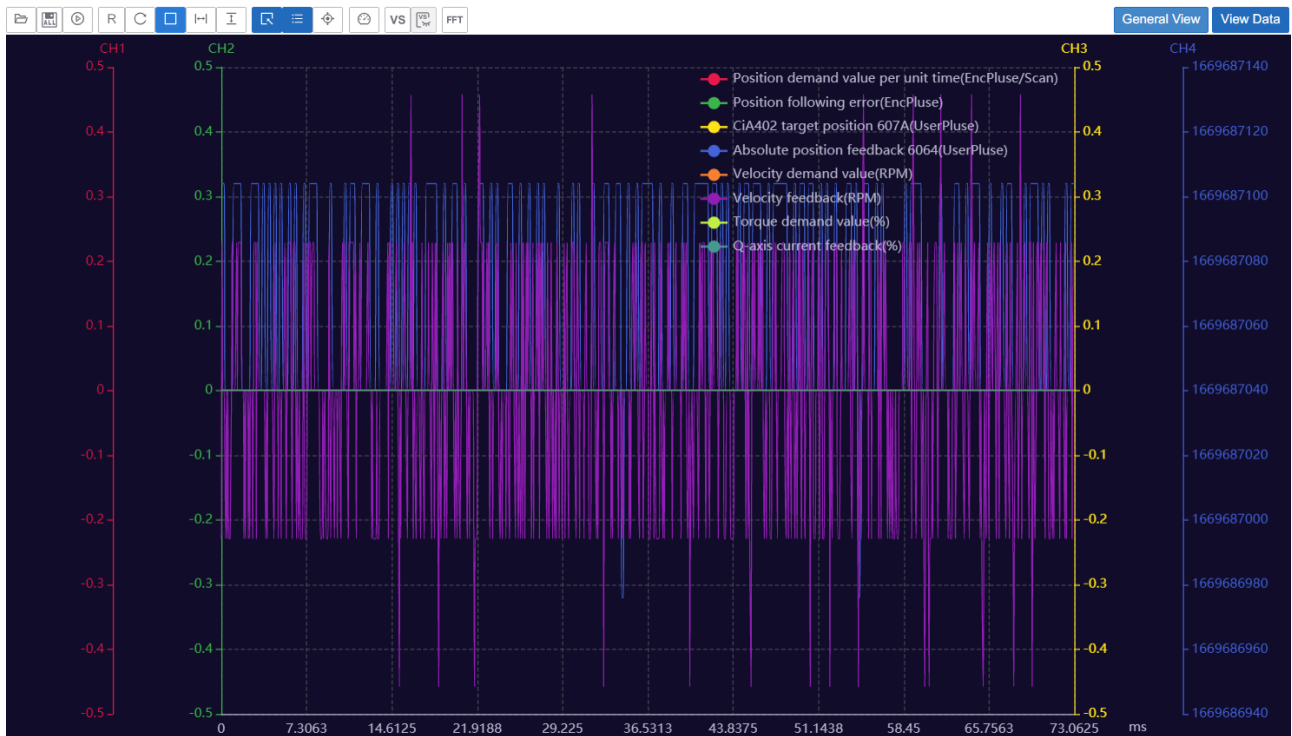 ALL R C VS VS FFT General View View Data
CH1 CH2 CH3 CH4
0.5 0.5 0.5 1669687140
Position demand value per unit time(EncPluse/Scan)
Position following error(EncPluse)
CiA402 target position 607A(UserPluse)
0.4 0.4 0.4 1669687120
Absolute position feedback 6064(UserPluse)
Velocity demand value(RPM)
0.3 0.3 0.3 1669687100
Velocity feedback(RPM)
Torque demand value(%)
Q-axis current feedback(%)
0.2 0.2 0.2 1669687080
0.1 0.1 0.1 1669687060
0 0 0 1669687040
-0.1 -0.1 -0.1 1669687020
-0.2 -0.2 -0.2 1669687000
-0.3 -0.3 -0.3 1669686980
-0.4 -0.4 -0.4 1669686960
-0.5 -0.5 -0.5 1669686940
0 7.3063 14.6125 21.9188 29.225 36.5313 43.8375 51.1438 58.45 65.7563 73.0625 ms